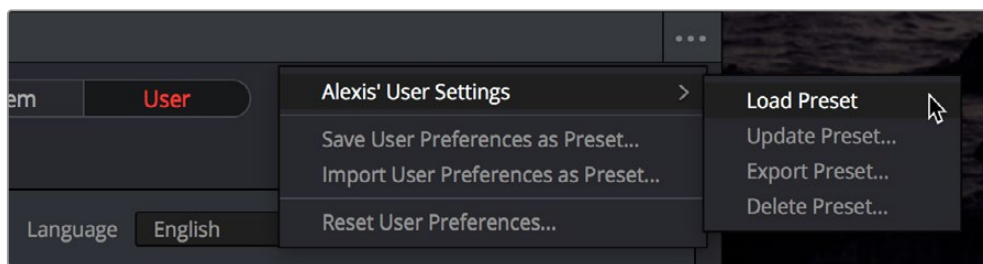 em
User
Alexis' User Settings
Save User Preferences as Preset...
Import User Preferences as Preset...
Reset User Preferences...
Load Preset
Update Preset...
Export Preset...
Delete Preset...
Language
English